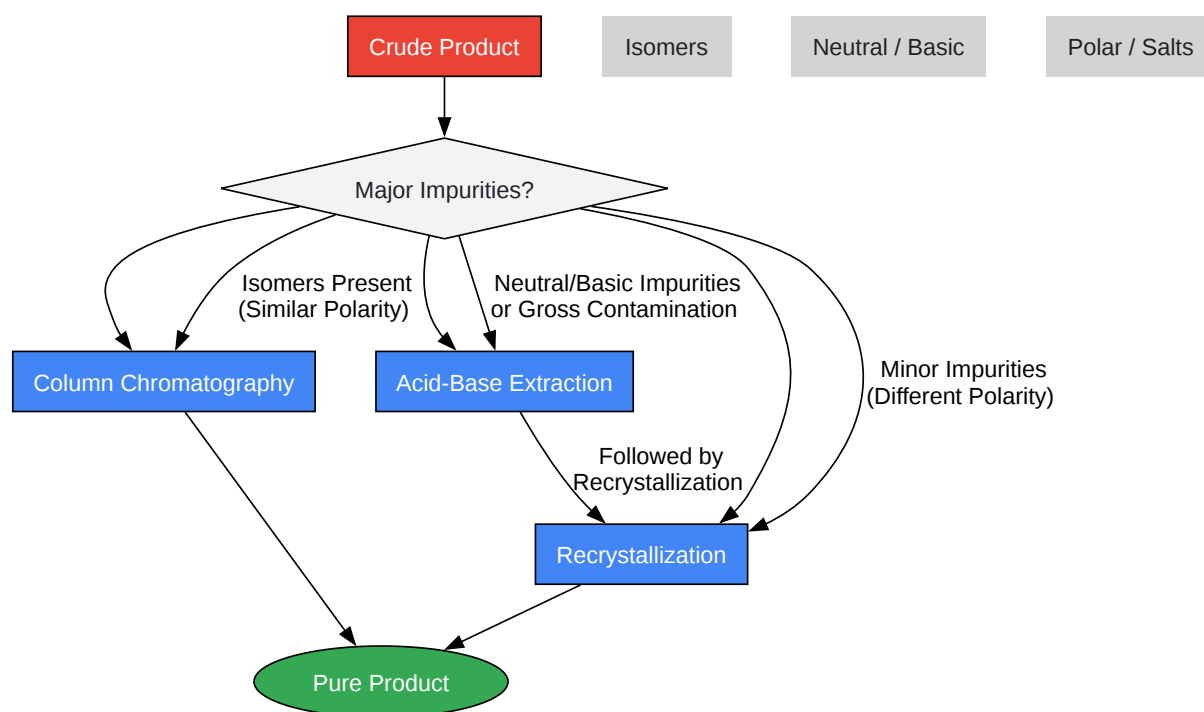 Crude Product
Isomers
Neutral / Basic
Polar / Salts
Major Impurities?
Isomers Present
(Similar Polarity)
Neutral/Basic Impurities
or Gross Contamination
Minor Impurities
(Different Polarity)
Column Chromatography
Acid-Base Extraction
Followed by
Recrystallization
Recrystallization
Pure Product